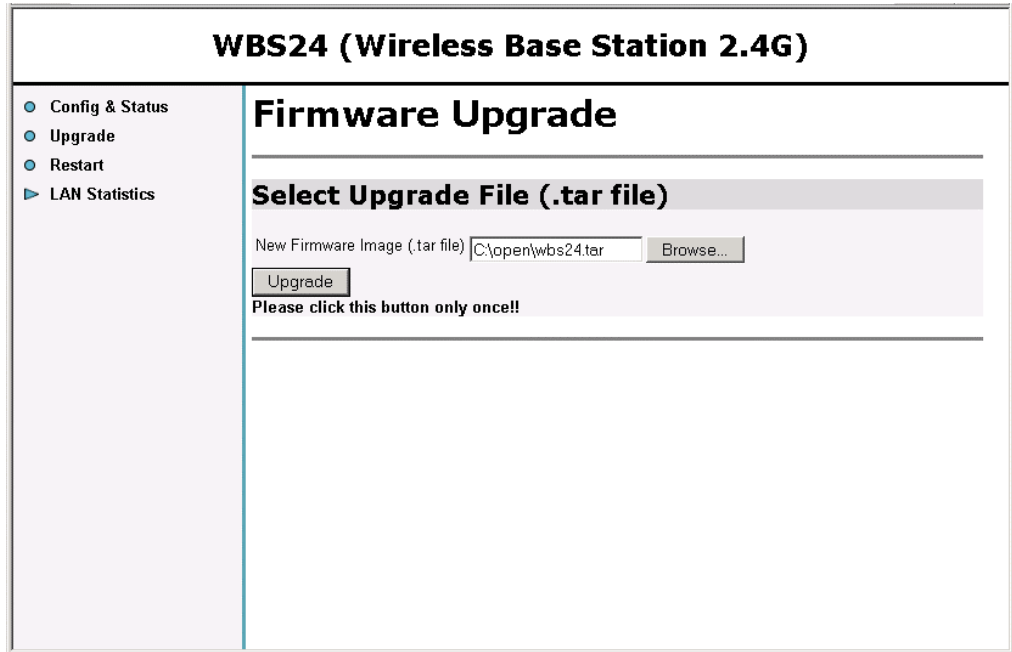 WBS24 (Wireless Base Station 2.4G)
Config & Status
Upgrade
Restart
LAN Statistics
Firmware Upgrade
Select Upgrade File (.tar file)
New Firmware Image (.tar file) C:\open\wbs24.tar Browse...
Upgrade
Please click this button only once!!